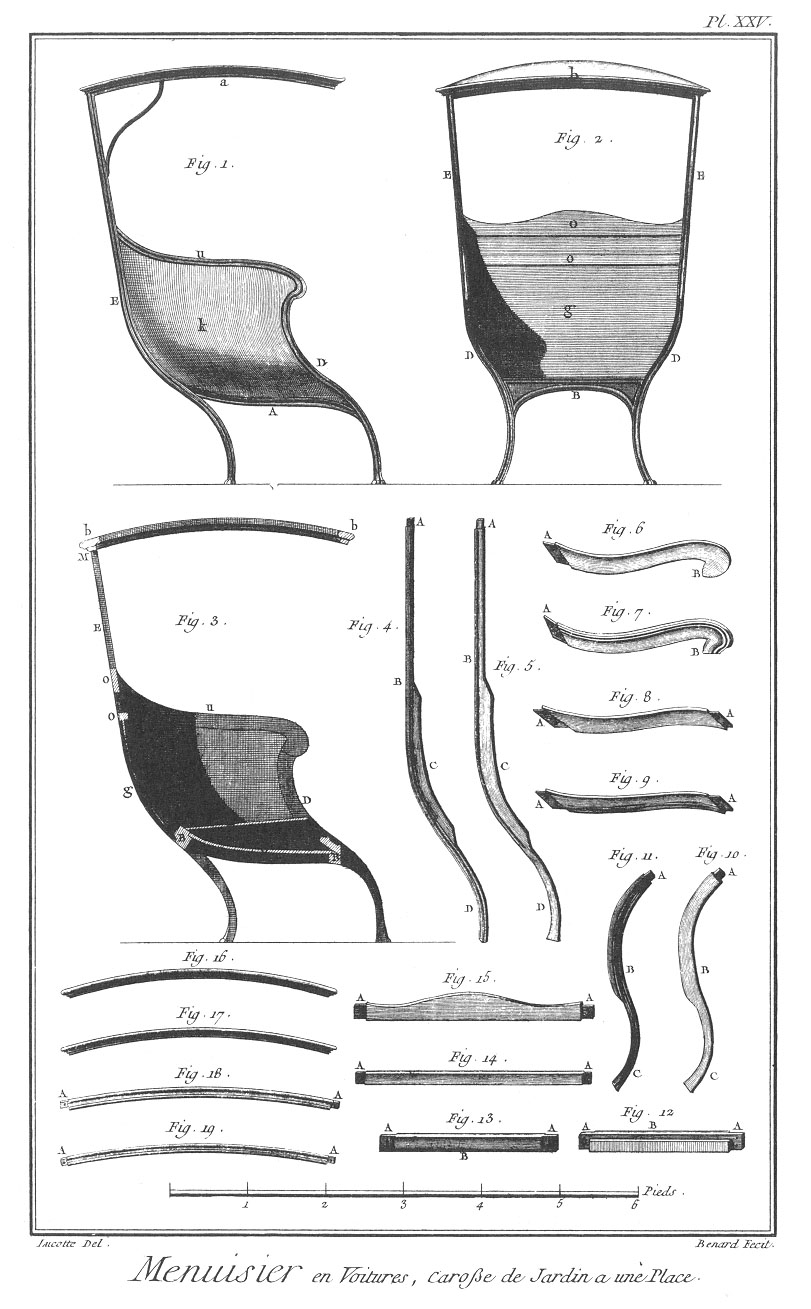 Pl. XXV.
a
h
Fig. 1.
Fig. 2.
E
E
u
o
o
E
k
g
D
D
D
A
B
b
b
M
A
A
Fig. 6
A
B
E
Fig. 3.
Fig. 4.
Fig. 7.
A
B
B
B
Fig. 5.
o
o
u
Fig. 8.
A
A
g
C
C
Fig. 9.
A
A
D
B
B
Fig. 11.
Fig. 10.
A
A
D
D
B
B
C
C
Fig. 16.
Fig. 15.
A
A
Fig. 17.
Fig. 14.
A
A
Fig. 18.
A
A
Fig. 13.
A
A
B
Fig. 12
A
B
A
Fig. 19.
A
A
1 2 3 4 5 6 Pieds.
Lucotte Del.
Benard Fecit.
Menuisier en Voitures, caroſse de Jardin a une Place.